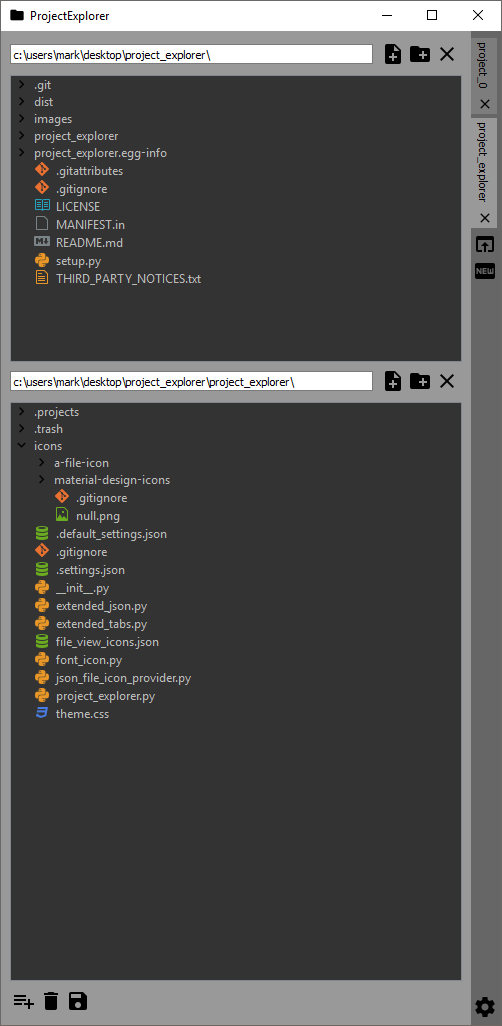 ProjectExplorer
c:\users\mark\desktop\project_explorer\
.git
dist
images
project_explorer
project_explorer.egg-info
.gitattributes
.gitignore
LICENSE
MANIFEST.in
README.md
setup.py
THIRD_PARTY_NOTICES.txt
c:\users\mark\desktop\project_explorer\project_explorer\
.projects
.trash
icons
a-file-icon
material-design-icons
.gitignore
null.png
.default_settings.json
.gitignore
.settings.json
__init__.py
extended_json.py
extended_tabs.py
file_view_icons.json
font_icon.py
json_file_icon_provider.py
project_explorer.py
theme.css
project_0
project_explorer
NEW